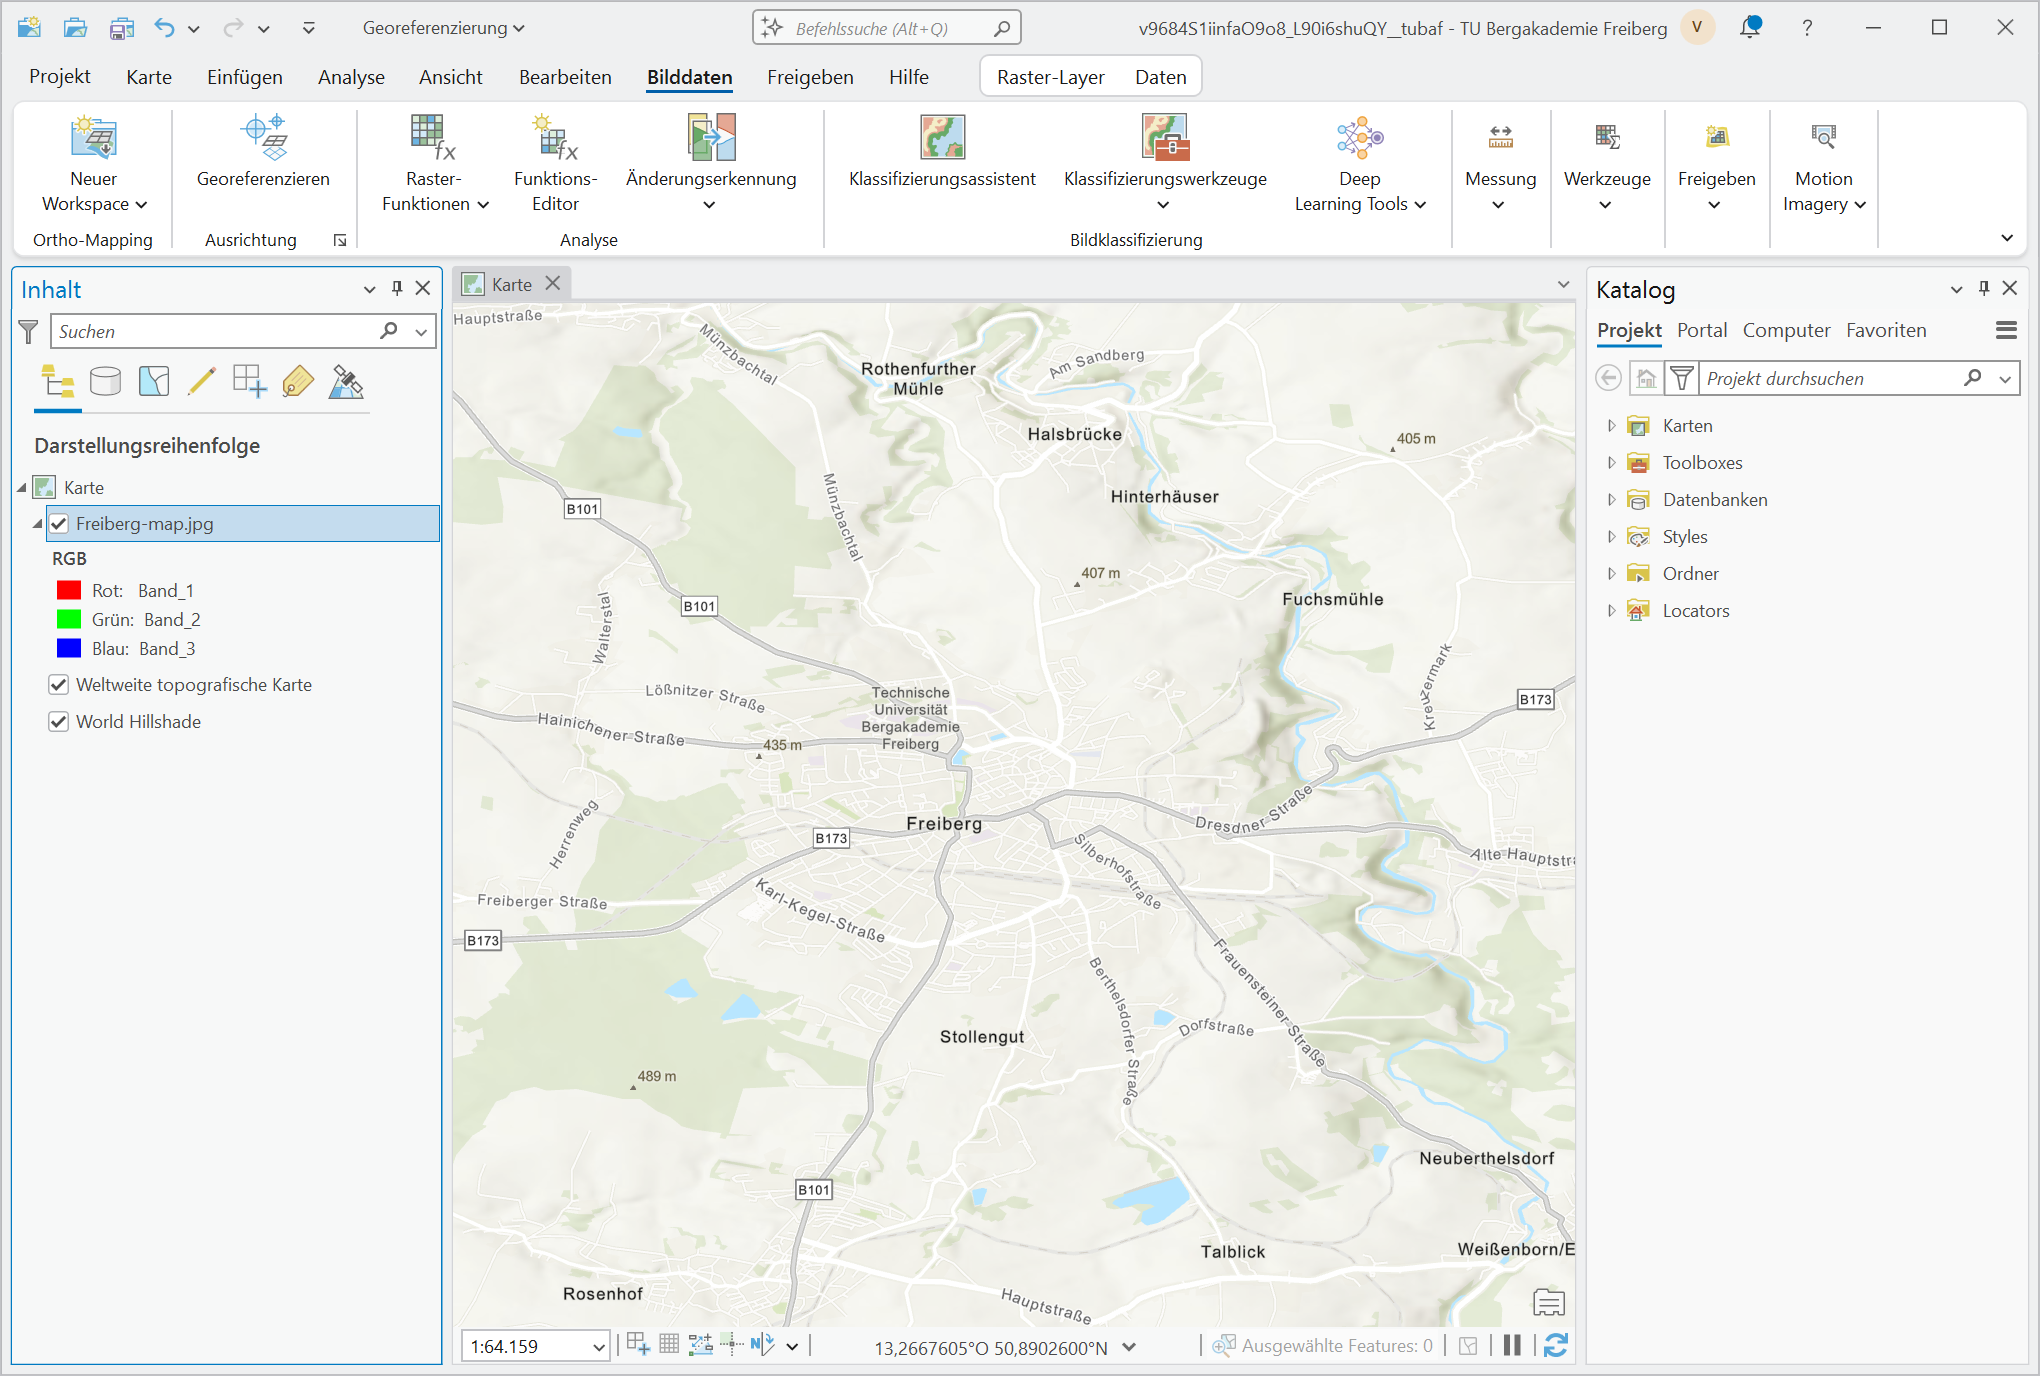 Georeferenzierung
Befehlssuche (Alt+Q)
v9684S1iinfaO9o8_L90i6shuQY__tubaf - TU Bergakademie Freiberg
V
?
Projekt
Karte
Einfügen
Analyse
Ansicht
Bearbeiten
Bilddaten
Freigeben
Hilfe
Raster-Layer
Daten
Neuer
Workspace
Georeferenzieren
fx
Raster-
Funktionen
fx
Funktions-
Editor
Änderungserkennung
Klassifizierungsassistent
Klassifizierungswerkzeuge
Deep
Learning Tools
Messung
Werkzeuge
Freigeben
Motion
Imagery
Ortho-Mapping
Ausrichtung
Analyse
Bildklassifizierung
Inhalt
Suchen
Darstellungsreihenfolge
Karte
Freiberg-map.jpg
RGB
Rot: Band_1
Grün: Band_2
Blau: Band_3
Weltweite topografische Karte
World Hillshade
Karte
Hauptstraße
Münzbachtal
Rothenfurther
Mühle
Am Sandberg
Halsbrücke
405 m
Münzbachtal
Hinterhäuser
B101
407 m
B101
Fuchsmühle
Walterstal
Kreuzermark
Lößnitzer Straße
Technische
Universität
Bergakademie
Freiberg
B173
Hainichener Straße
435 m
Herrenweg
Freiberg
B173
Dresdner Straße
Silberhofstraße
Alte Hauptstr
Karl-Kegel-Straße
Freiberger Straße
B173
Frauensteiner Straße
Berthelsdorfer Straße
Dorfstraße
Stollengut
489 m
Neuberthelsdorf
B101
Talblick
Weißenborn/E
Rosenhof
Hauptstraße
1:64.159
N
13,2667605°O 50,8902600°N
Ausgewählte Features: 0
Katalog
Projekt
Portal
Computer
Favoriten
Projekt durchsuchen
Karten
Toolboxes
Datenbanken
Styles
Ordner
Locators